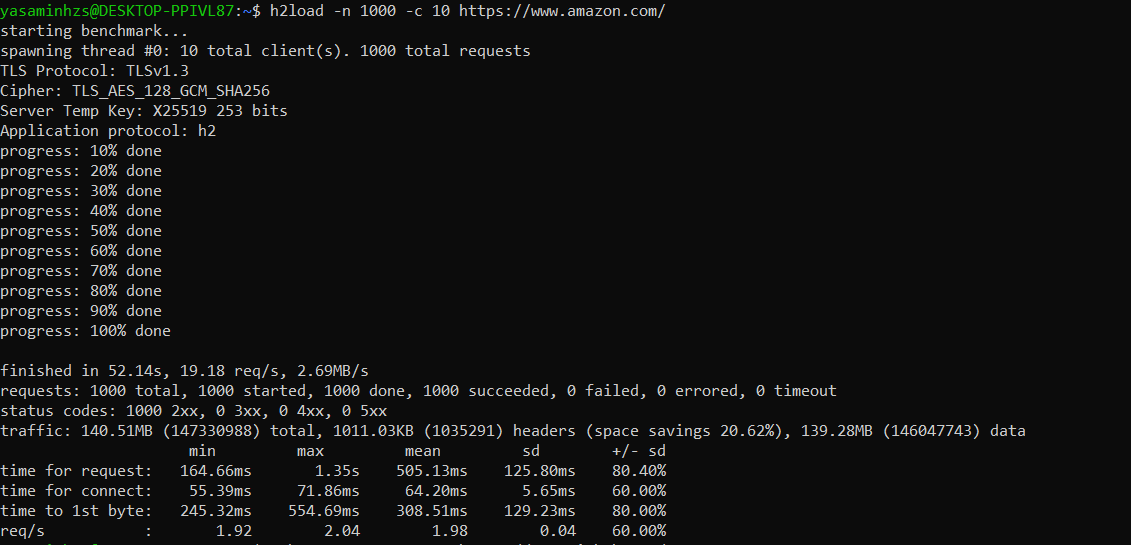 yasaminhzs@DESKTOP-PPIVL87:~$ h2load -n 1000 -c 10 https://www.amazon.com/
starting benchmark...
spawning thread #0: 10 total client(s). 1000 total requests
TLS Protocol: TLSv1.3
Cipher: TLS_AES_128_GCM_SHA256
Server Temp Key: X25519 253 bits
Application protocol: h2
progress: 10% done
progress: 20% done
progress: 30% done
progress: 40% done
progress: 50% done
progress: 60% done
progress: 70% done
progress: 80% done
progress: 90% done
progress: 100% done

finished in 52.14s, 19.18 req/s, 2.69MB/s
requests: 1000 total, 1000 started, 1000 done, 1000 succeeded, 0 failed, 0 errored, 0 timeout
status codes: 1000 2xx, 0 3xx, 0 4xx, 0 5xx
traffic: 140.51MB (147330988) total, 1011.03KB (1035291) headers (space savings 20.62%), 139.28MB (146047743) data
                     min         max         mean         sd        +/- sd
time for request:   164.66ms       1.35s    505.13ms    125.80ms    80.40%
time for connect:    55.39ms     71.86ms     64.20ms      5.65ms    60.00%
time to 1st byte:   245.32ms    554.69ms    308.51ms    129.23ms    80.00%
req/s           :       1.92        2.04        1.98        0.04    60.00%